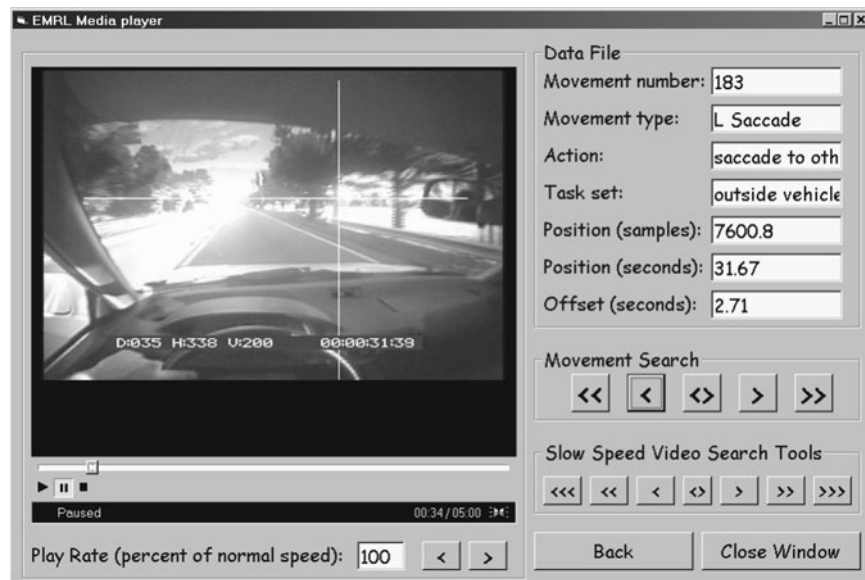 EMRL Media player
D:035 H:338 V:200 00:00:31:39
Paused 00:34/05:00
Play Rate (percent of normal speed): 100 < >
Data File
Movement number: 183
Movement type: L Saccade
Action: saccade to oth
Task set: outside vehicle
Position (samples): 7600.8
Position (seconds): 31.67
Offset (seconds): 2.71
Movement Search
<< < <> > >>
Slow Speed Video Search Tools
<<< << < <> > >> >>>
Back Close Window